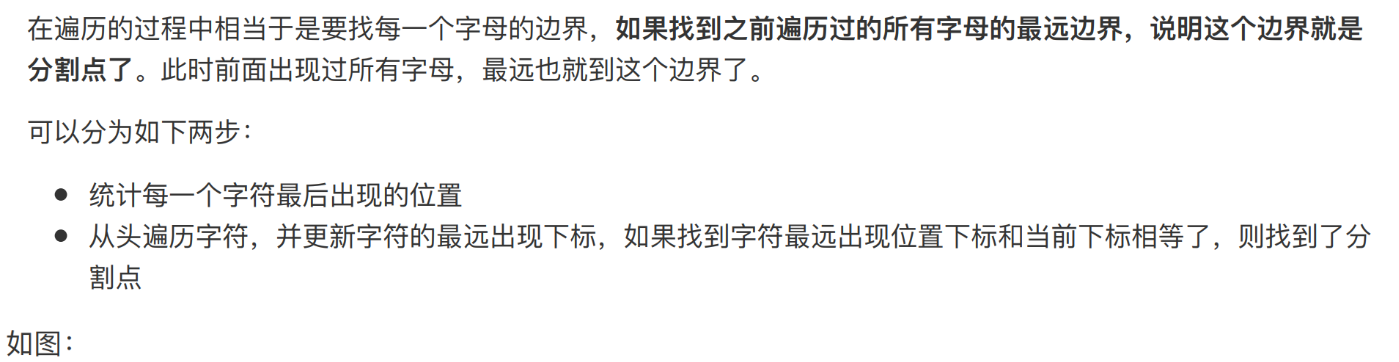 在遍历的过程中相当于是要找每一个字母的边界，如果找到之前遍历过的所有字母的最远边界，说明这个边界就是
分割点了。此时前面出现过所有字母，最远也就到这个边界了。
可以分为如下两步：
● 统计每一个字符最后出现的位置
● 从头遍历字符，并更新字符的最远出现下标，如果找到字符最远出现位置下标和当前下标相等了，则找到了分
割点
如图：